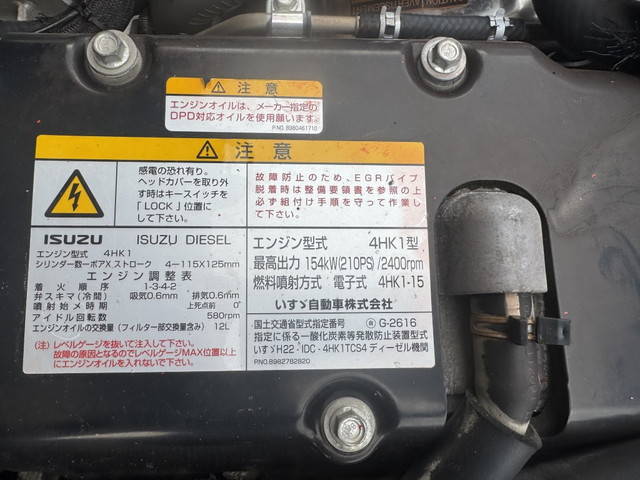 ⚠ 注意
エンジンオイルは、メーカー指定の
DPD対応オイルを使用願います。
P.NO. 8980461710
⚠ 注意
感電の恐れ有り。
ヘッドカバーを取り外
す時はキースイッチを
「LOCK」位置に
して下さい。
故障防止のため、EGRパイプ
脱着時は整備要領書を参照の上
必ず組付け手順を守って作業
して下さい。
ISUZU ISUZU DIESEL
エンジン型式 4HK1
シリンダー数ーボアXストローク 4ー115X125mm
エンジン調整表
着火順序 1-3-4-2
弁スキマ(冷間) 吸気0.6mm 排気0.6mm
噴射始メ時期 上死点前 0°
アイドル回転数 580rpm
エンジンオイルの交換量(フィルター部交換量含み) 12L
(注)レベルゲージを抜いて注入して下さい。
故障の原因となるのでレベルゲージMAX位置以上
にエンジンオイルを入れないで下さい。
エンジン型式 4HK1型
最高出力 154kW(210PS)/2400rpm
燃料噴射方式 電子式 4HK1-15
いすゞ自動車株式会社
国土交通省型式指定番号 Ⓖ G-2616
指定に係る一酸化炭素等発散防止装置型式
いすゞH22・IDC・4HK1TCS4ディーゼル機関
P.NO.8982782820